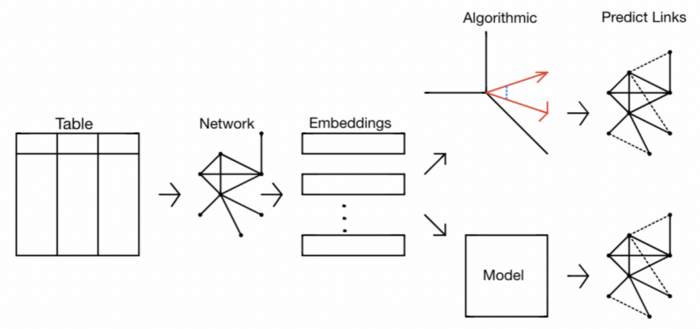 Algorithmic
Predict Links
Table
Network
Embeddings
Model